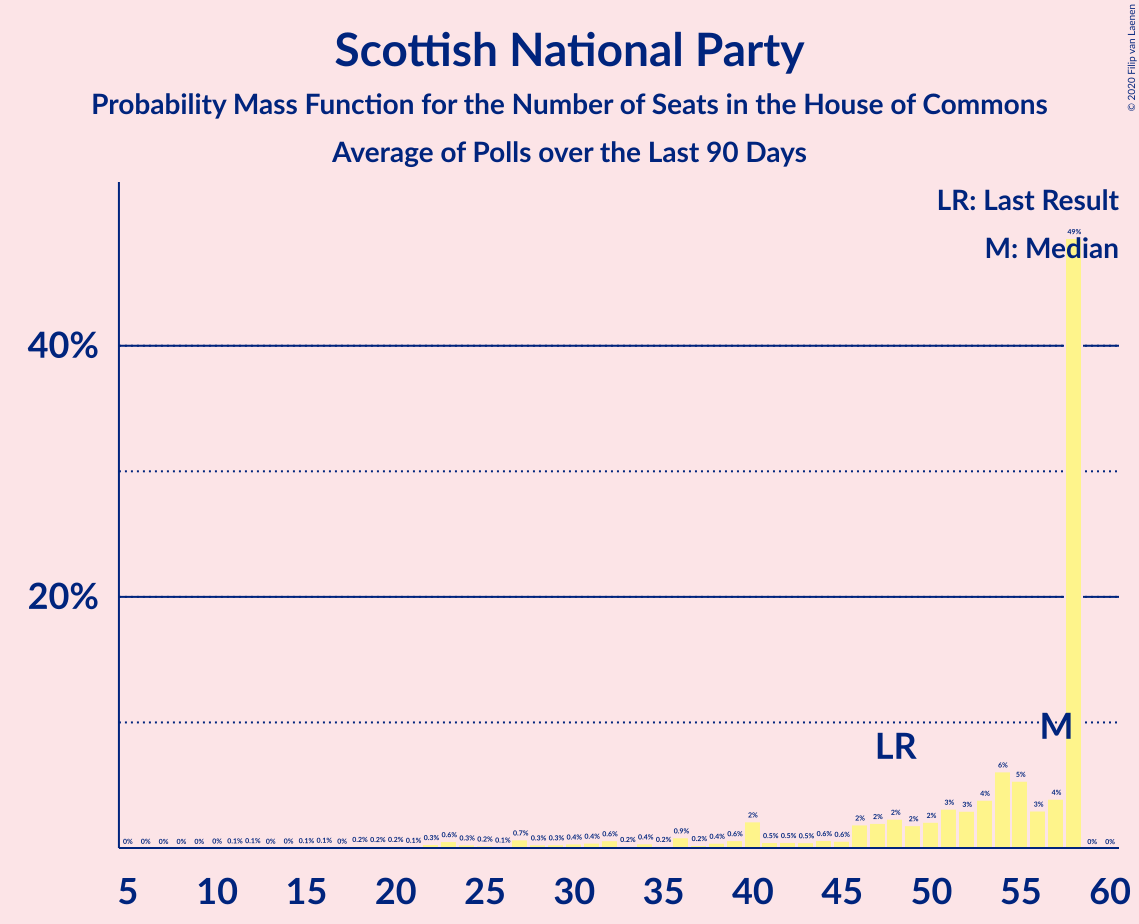 Scottish National Party
Probability Mass Function for the Number of Seats in the House of Commons
Average of Polls over the Last 90 Days
© 2020 Filip van Laenen
LR: Last Result
M: Median
49%
40%
20%
M
LR
0% 0% 0% 0% 0% 0% 0.1% 0.1% 0% 0% 0.1% 0.1% 0% 0.2% 0.2% 0.2% 0.1% 0.3% 0.6% 0.3% 0.2% 0.1% 0.7% 0.3% 0.3% 0.4% 0.4% 0.6% 0.2% 0.4% 0.2% 0.9% 0.2% 0.4% 0.6% 2% 0.5% 0.5% 0.5% 0.6% 0.6% 2% 2% 2% 2% 2% 3% 3% 4% 6% 5% 3% 4% 0% 0%
5 10 15 20 25 30 35 40 45 50 55 60